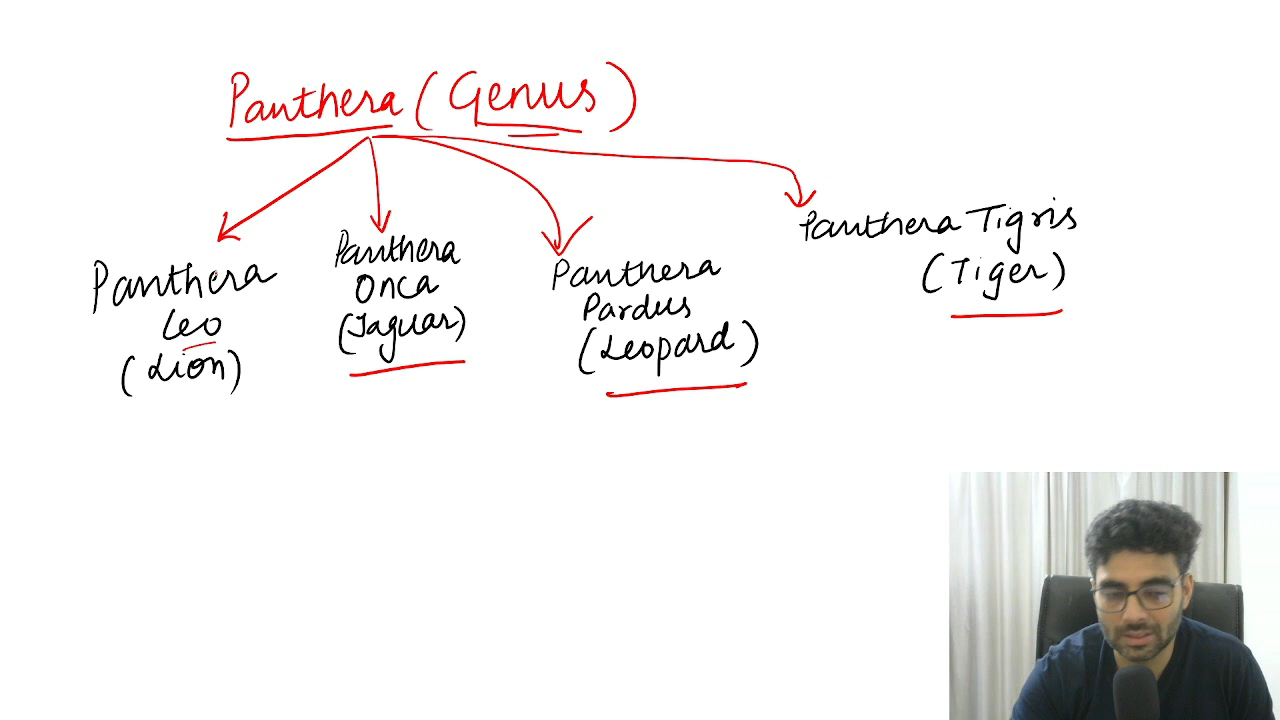 Panthera (Genus)
Panthera
Leo
(Lion)
Panthera
Onca
(Jaguar)
Panthera
Pardus
(Leopard)
Panthera Tigris
(Tiger)